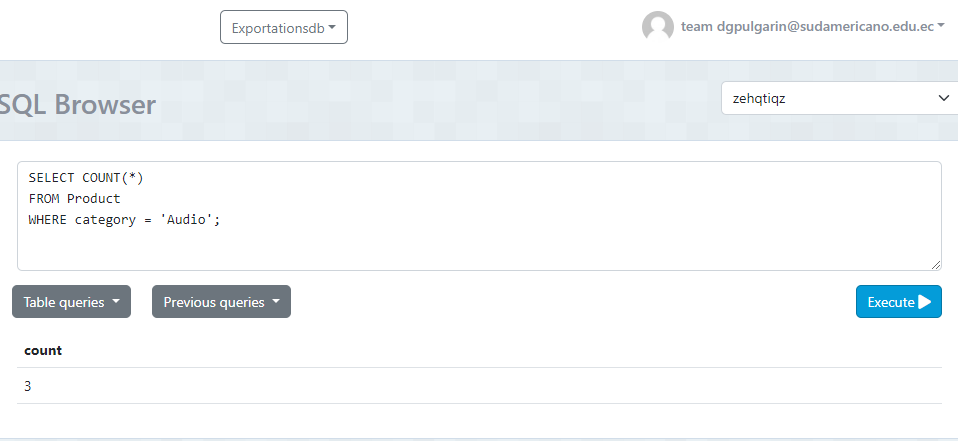 Exportationsdb
team dgpulgarin@sudamericano.edu.ec
SQL Browser
zehqtiqz
SELECT COUNT(*)
FROM Product
WHERE category = 'Audio';
Table queries
Previous queries
Execute
count
3